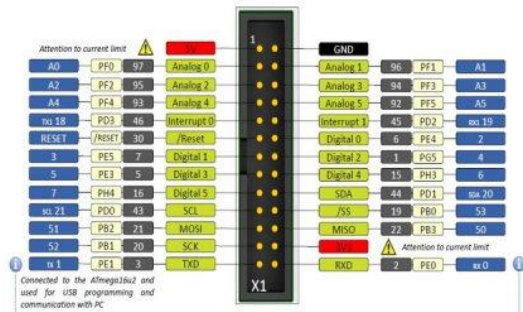 Attention to current limit
5V
1
GND
A0 PF0 97 Analog 0
Analog 1 96 PF1 A1
A2 PF2 95 Analog 2
Analog 3 94 PF3 A3
A4 PF4 93 Analog 4
Analog 5 92 PF5 A5
TX1 18 PD3 46 Interrupt 0
Interrupt 1 45 PD2 RX1 19
RESET /RESET 30 /Reset
Digital 0 6 PE4 2
3 PE5 7 Digital 1
Digital 2 1 PG5 4
5 PE3 5 Digital 3
Digital 4 15 PH3 6
7 PH4 16 Digital 5
SDA 44 PD1 SDA 20
SCL 21 PD0 43 SCL
/SS 19 PB0 53
51 PB2 21 MOSI
MISO 22 PB3 50
52 PB1 20 SCK
3V3 Attention to current limit
TX 1 PE1 3 TXD
RXD 2 PE0 RX 0
X1
Connected to the ATmega16u2 and
used for USB programming and
communication with PC